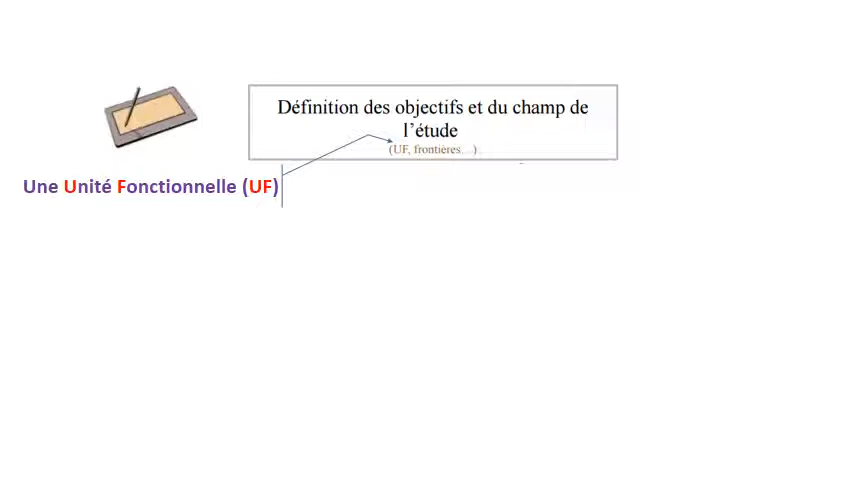 Définition des objectifs et du champ de
l’étude
(UF, frontières…)
Une Unité Fonctionnelle (UF)